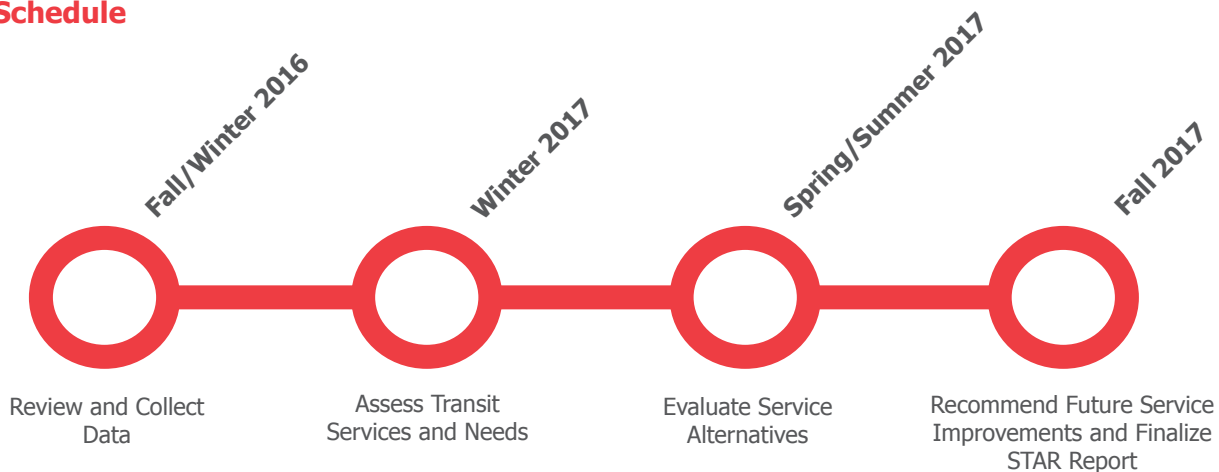 Schedule
Fall/Winter 2016
Winter 2017
Spring/Summer 2017
Fall 2017
Review and Collect
Data
Assess Transit
Services and Needs
Evaluate Service
Alternatives
Recommend Future Service
Improvements and Finalize
STAR Report